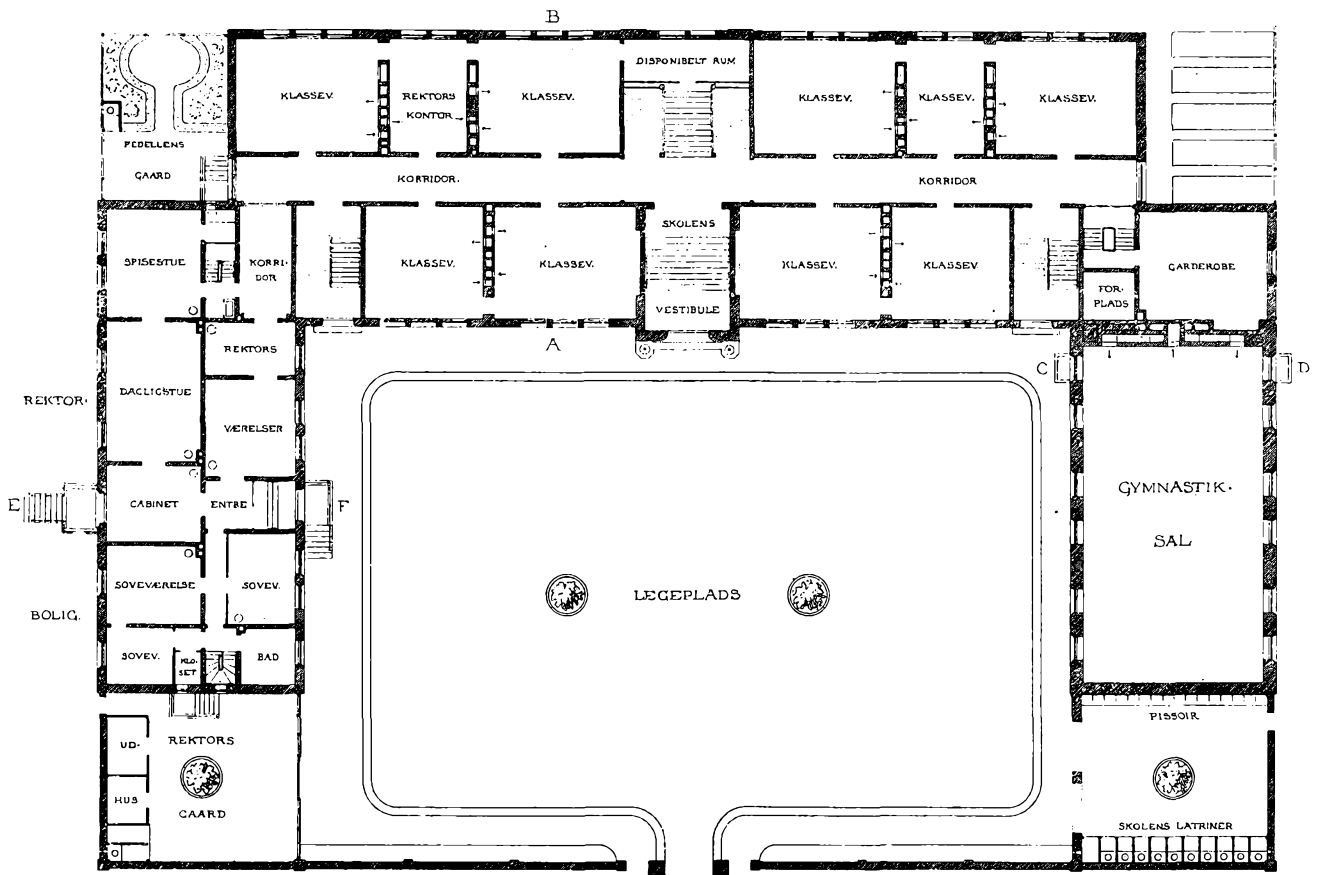 B
DISPONIBELT RUM
KLASSEV.
REKTORS
KONTOR
KLASSEV.
KLASSEV.
KLASSEV.
KLASSEV.
PEDELLENS
GAARD
KORRIDOR.
KORRIDOR
SPISESTUE
KORRI-
DOR
KLASSEV.
KLASSEV.
SKOLENS
VESTIBULE
KLASSEV.
KLASSEV.
FOR-
PLADS
GARDEROBE
A
REKTORS
VÆRELSER
DAGLIGSTUE
C
D
REKTOR-
BOLIG.
E
CABINET
ENTRE
F
GYMNASTIK-
SAL
SOVEVÆRELSE
SOVEV.
LEGEPLADS
SOVEV.
KLO-
SET
BAD
UD-
HUS
REKTORS
GAARD
PISSOIR
SKOLENS LATRINER